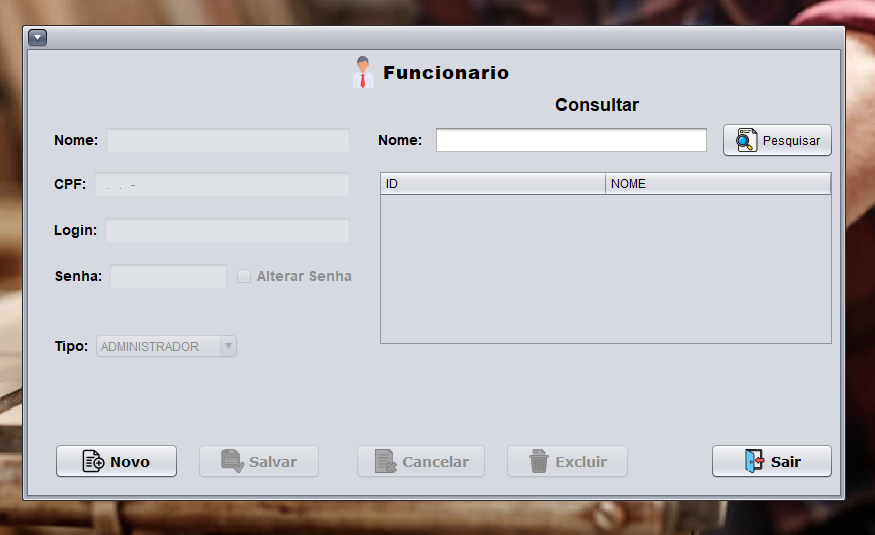 Funcionario
Consultar
Nome:
Nome:
Pesquisar
CPF: . . -
ID NOME
Login:
Senha:
Alterar Senha
Tipo: ADMINISTRADOR
Novo
Salvar
Cancelar
Excluir
Sair